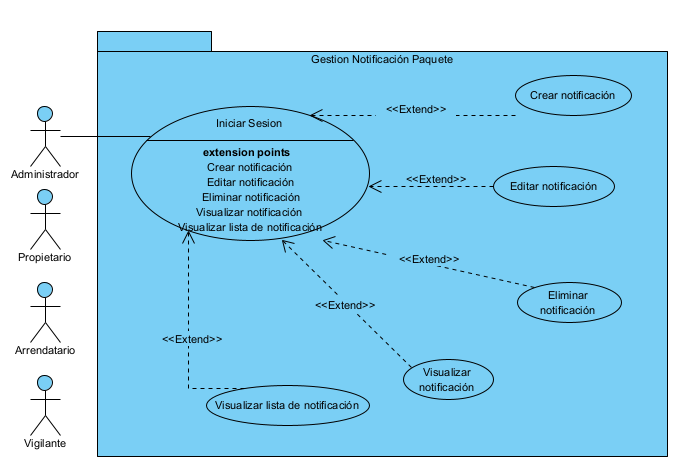 Gestion Notificación Paquete
Crear notificación
<<Extend>>
Iniciar Sesion
extension points
Crear notificación
Editar notificación
Eliminar notificación
Visualizar notificación
Visualizar lista de notificación
Administrador
<<Extend>>
Editar notificación
Propietario
<<Extend>>
Eliminar
notificación
<<Extend>>
Arrendatario
<<Extend>>
Visualizar
notificación
Visualizar lista de notificación
Vigilante